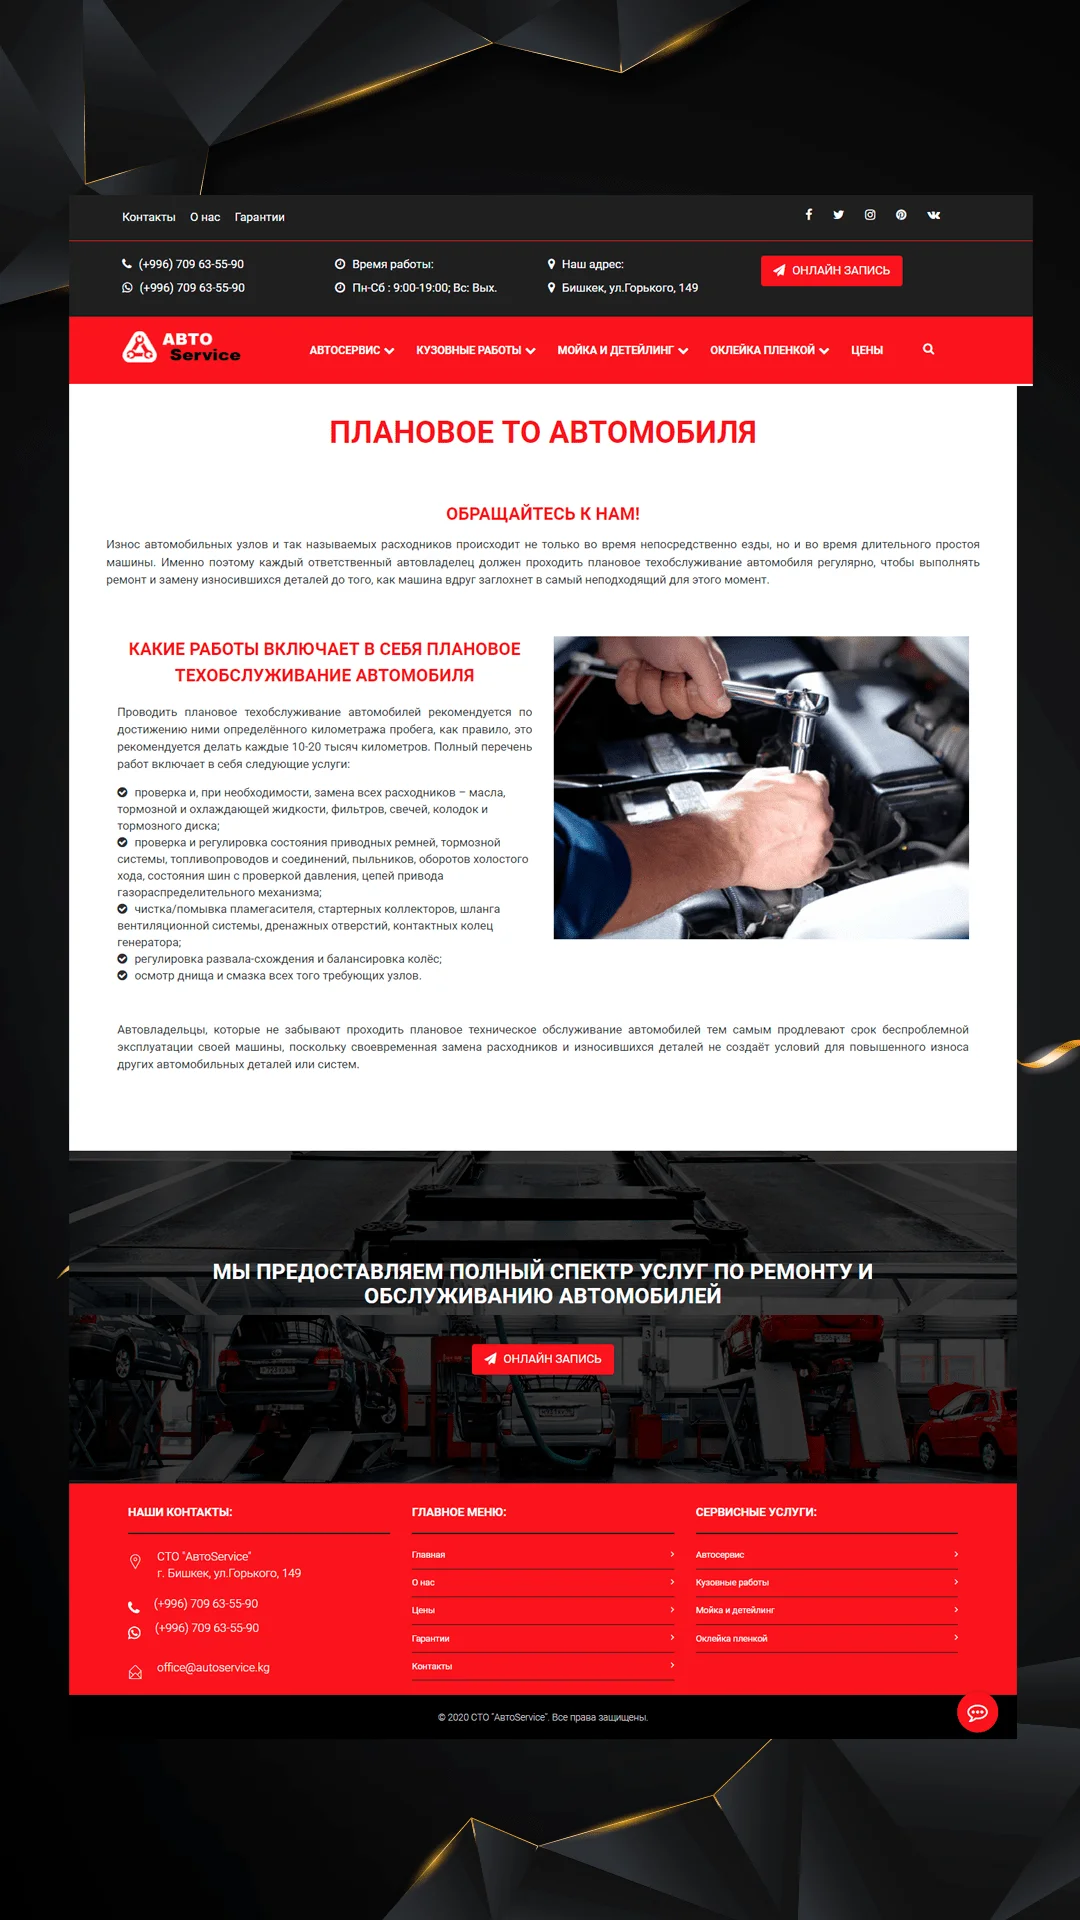 Контакты О нас Гарантии
(+996) 709 63-55-90 Время работы: Наш адрес: ОНЛАЙН ЗАПИСЬ
(+996) 709 63-55-90 Пн-Сб : 9:00-19:00; Вс: Вых. Бишкек, ул.Горького, 149
АВТО
Service
АВТОСЕРВИС КУЗОВНЫЕ РАБОТЫ МОЙКА И ДЕТЕЙЛИНГ ОКЛЕЙКА ПЛЕНКОЙ ЦЕНЫ
ПЛАНОВОЕ ТО АВТОМОБИЛЯ
ОБРАЩАЙТЕСЬ К НАМ!
Износ автомобильных узлов и так называемых расходников происходит не только во время непосредственно езды, но и во время длительного простоя
машины. Именно поэтому каждый ответственный автовладелец должен проходить плановое техобслуживание автомобиля регулярно, чтобы выполнять
ремонт и замену износившихся деталей до того, как машина вдруг заглохнет в самый неподходящий для этого момент.
КАКИЕ РАБОТЫ ВКЛЮЧАЕТ В СЕБЯ ПЛАНОВОЕ
ТЕХОБСЛУЖИВАНИЕ АВТОМОБИЛЯ
Проводить плановое техобслуживание автомобилей рекомендуется по
достижению ними определённого километража пробега, как правило, это
рекомендуется делать каждые 10-20 тысяч километров. Полный перечень
работ включает в себя следующие услуги:
проверка и, при необходимости, замена всех расходников – масла,
тормозной и охлаждающей жидкости, фильтров, свечей, колодок и
тормозного диска;
проверка и регулировка состояния приводных ремней, тормозной
системы, топливопроводов и соединений, пыльников, оборотов холостого
хода, состояния шин с проверкой давления, цепей привода
газораспределительного механизма;
чистка/помывка пламегасителя, стартерных коллекторов, шланга
вентиляционной системы, дренажных отверстий, контактных колец
генератора;
регулировка развала-схождения и балансировка колёс;
осмотр днища и смазка всех того требующих узлов.
Автовладельцы, которые не забывают проходить плановое техническое обслуживание автомобилей тем самым продлевают срок беспроблемной
эксплуатации своей машины, поскольку своевременная замена расходников и износившихся деталей не создаёт условий для повышенного износа
других автомобильных деталей или систем.
МЫ ПРЕДОСТАВЛЯЕМ ПОЛНЫЙ СПЕКТР УСЛУГ ПО РЕМОНТУ И
ОБСЛУЖИВАНИЮ АВТОМОБИЛЕЙ
ОНЛАЙН ЗАПИСЬ
НАШИ КОНТАКТЫ:
СТО "АвтоService"
г. Бишкек, ул.Горького, 149
(+996) 709 63-55-90
(+996) 709 63-55-90
office@autoservice.kg
ГЛАВНОЕ МЕНЮ:
Главная
О нас
Цены
Гарантии
Контакты
СЕРВИСНЫЕ УСЛУГИ:
Автосервис
Кузовные работы
Мойка и детейлинг
Оклейка пленкой
© 2020 СТО "АвтоService". Все права защищены.